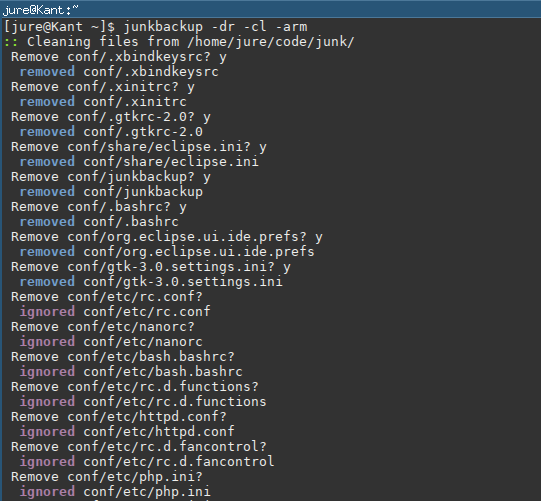 jure@Kant:~
[jure@Kant ~]$ junkbackup -dr -cl -arm
:: Cleaning files from /home/jure/code/junk/
Remove conf/.xbindkeysrc? y
removed conf/.xbindkeysrc
Remove conf/.xinitrc? y
removed conf/.xinitrc
Remove conf/.gtkrc-2.0? y
removed conf/.gtkrc-2.0
Remove conf/share/eclipse.ini? y
removed conf/share/eclipse.ini
Remove conf/junkbackup? y
removed conf/junkbackup
Remove conf/.bashrc? y
removed conf/.bashrc
Remove conf/org.eclipse.ui.ide.prefs? y
removed conf/org.eclipse.ui.ide.prefs
Remove conf/gtk-3.0.settings.ini? y
removed conf/gtk-3.0.settings.ini
Remove conf/etc/rc.conf?
ignored conf/etc/rc.conf
Remove conf/etc/nanorc?
ignored conf/etc/nanorc
Remove conf/etc/bash.bashrc?
ignored conf/etc/bash.bashrc
Remove conf/etc/rc.d.functions?
ignored conf/etc/rc.d.functions
Remove conf/etc/httpd.conf?
ignored conf/etc/httpd.conf
Remove conf/etc/rc.d.fancontrol?
ignored conf/etc/rc.d.fancontrol
Remove conf/etc/php.ini?
ignored conf/etc/php.ini